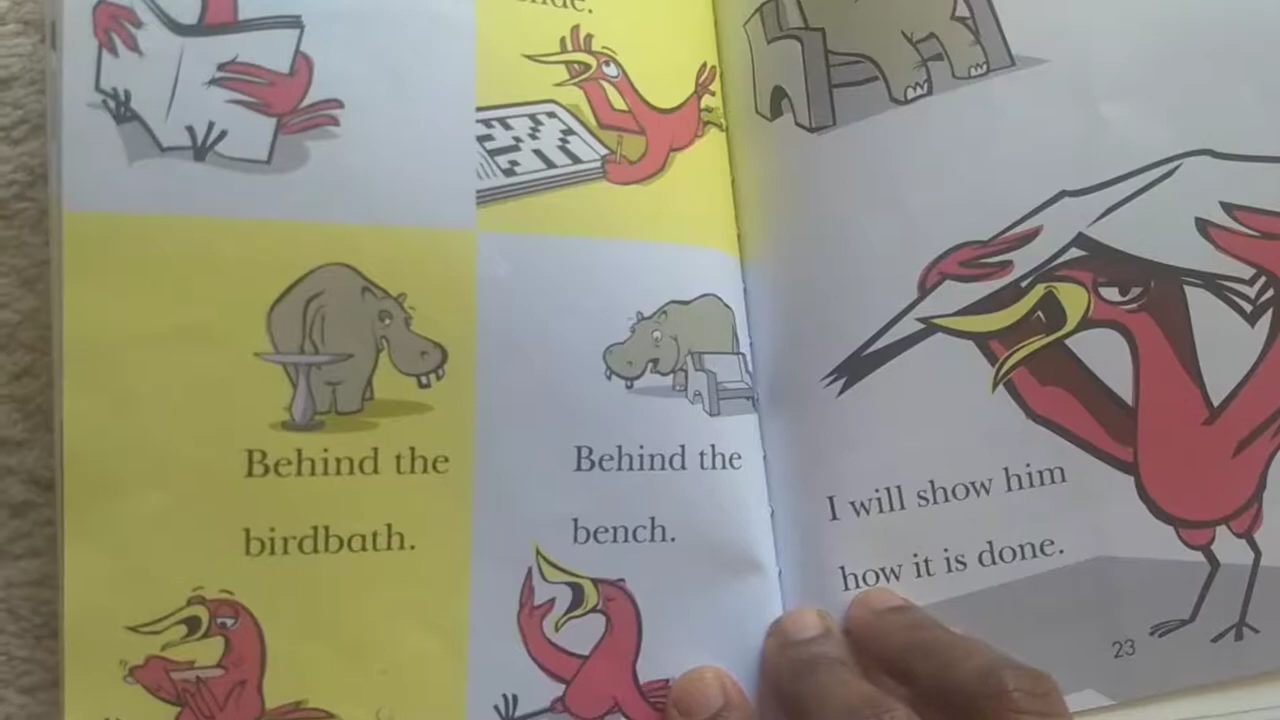 Behind the
birdbath.
Behind the
bench.
I will show him
how it is done.
23